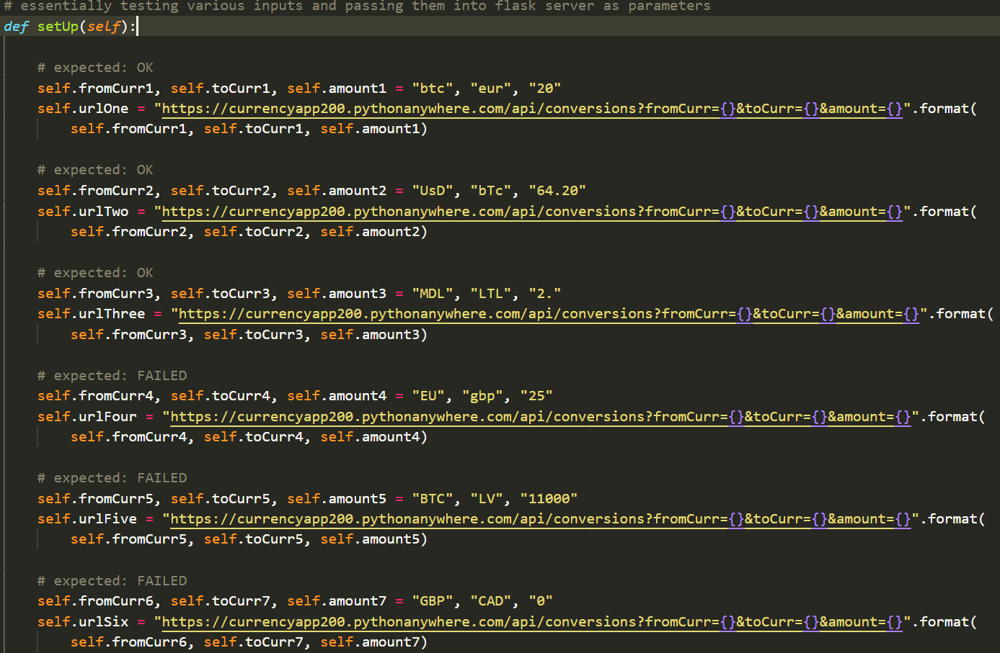 # essentially testing various inputs and passing them into flask server as parameters
def setUp(self):
# expected: OK
self.fromCurr1, self.toCurr1, self.amount1 = "btc", "eur", "20"
self.urlOne = "https://currencyapp200.pythonanywhere.com/api/conversions?fromCurr={}&toCurr={}&amount={}".format(
self.fromCurr1, self.toCurr1, self.amount1)
# expected: OK
self.fromCurr2, self.toCurr2, self.amount2 = "UsD", "bTc", "64.20"
self.urlTwo = "https://currencyapp200.pythonanywhere.com/api/conversions?fromCurr={}&toCurr={}&amount={}".format(
self.fromCurr2, self.toCurr2, self.amount2)
# expected: OK
self.fromCurr3, self.toCurr3, self.amount3 = "MDL", "LTL", "2."
self.urlThree = "https://currencyapp200.pythonanywhere.com/api/conversions?fromCurr={}&toCurr={}&amount={}".format(
self.fromCurr3, self.toCurr3, self.amount3)
# expected: FAILED
self.fromCurr4, self.toCurr4, self.amount4 = "EU", "gbp", "25"
self.urlFour = "https://currencyapp200.pythonanywhere.com/api/conversions?fromCurr={}&toCurr={}&amount={}".format(
self.fromCurr4, self.toCurr4, self.amount4)
# expected: FAILED
self.fromCurr5, self.toCurr5, self.amount5 = "BTC", "LV", "11000"
self.urlFive = "https://currencyapp200.pythonanywhere.com/api/conversions?fromCurr={}&toCurr={}&amount={}".format(
self.fromCurr5, self.toCurr5, self.amount5)
# expected: FAILED
self.fromCurr6, self.toCurr7, self.amount7 = "GBP", "CAD", "0"
self.urlSix = "https://currencyapp200.pythonanywhere.com/api/conversions?fromCurr={}&toCurr={}&amount={}".format(
self.fromCurr6, self.toCurr7, self.amount7)